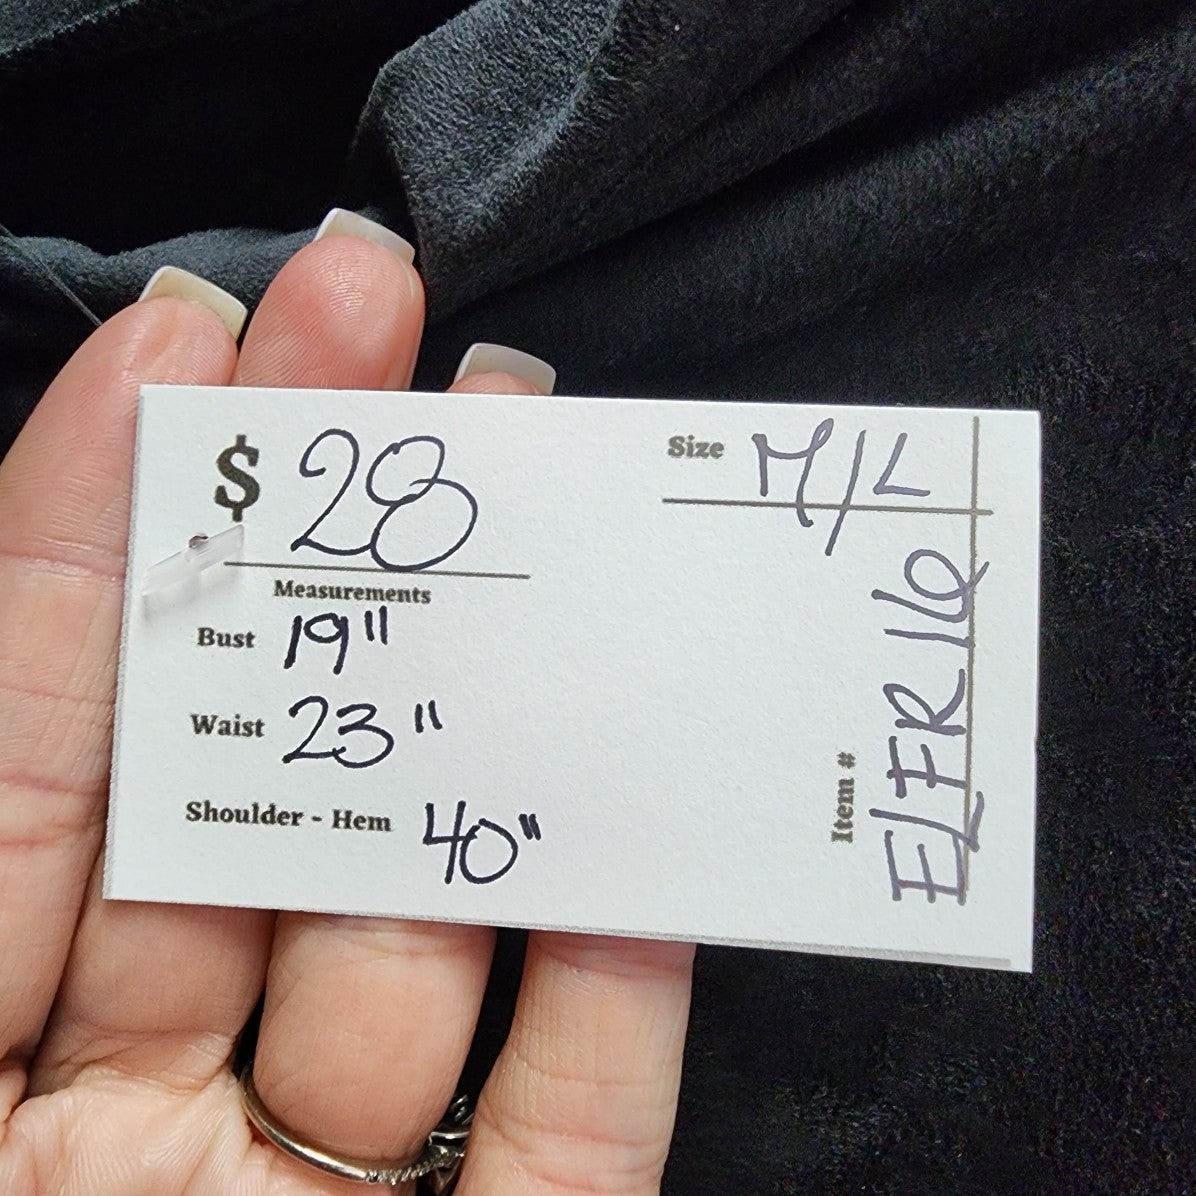 $ 28
Size M/L
Measurements
Bust 19"
Waist 23"
Shoulder - Hem 40"
Item # ELFR16